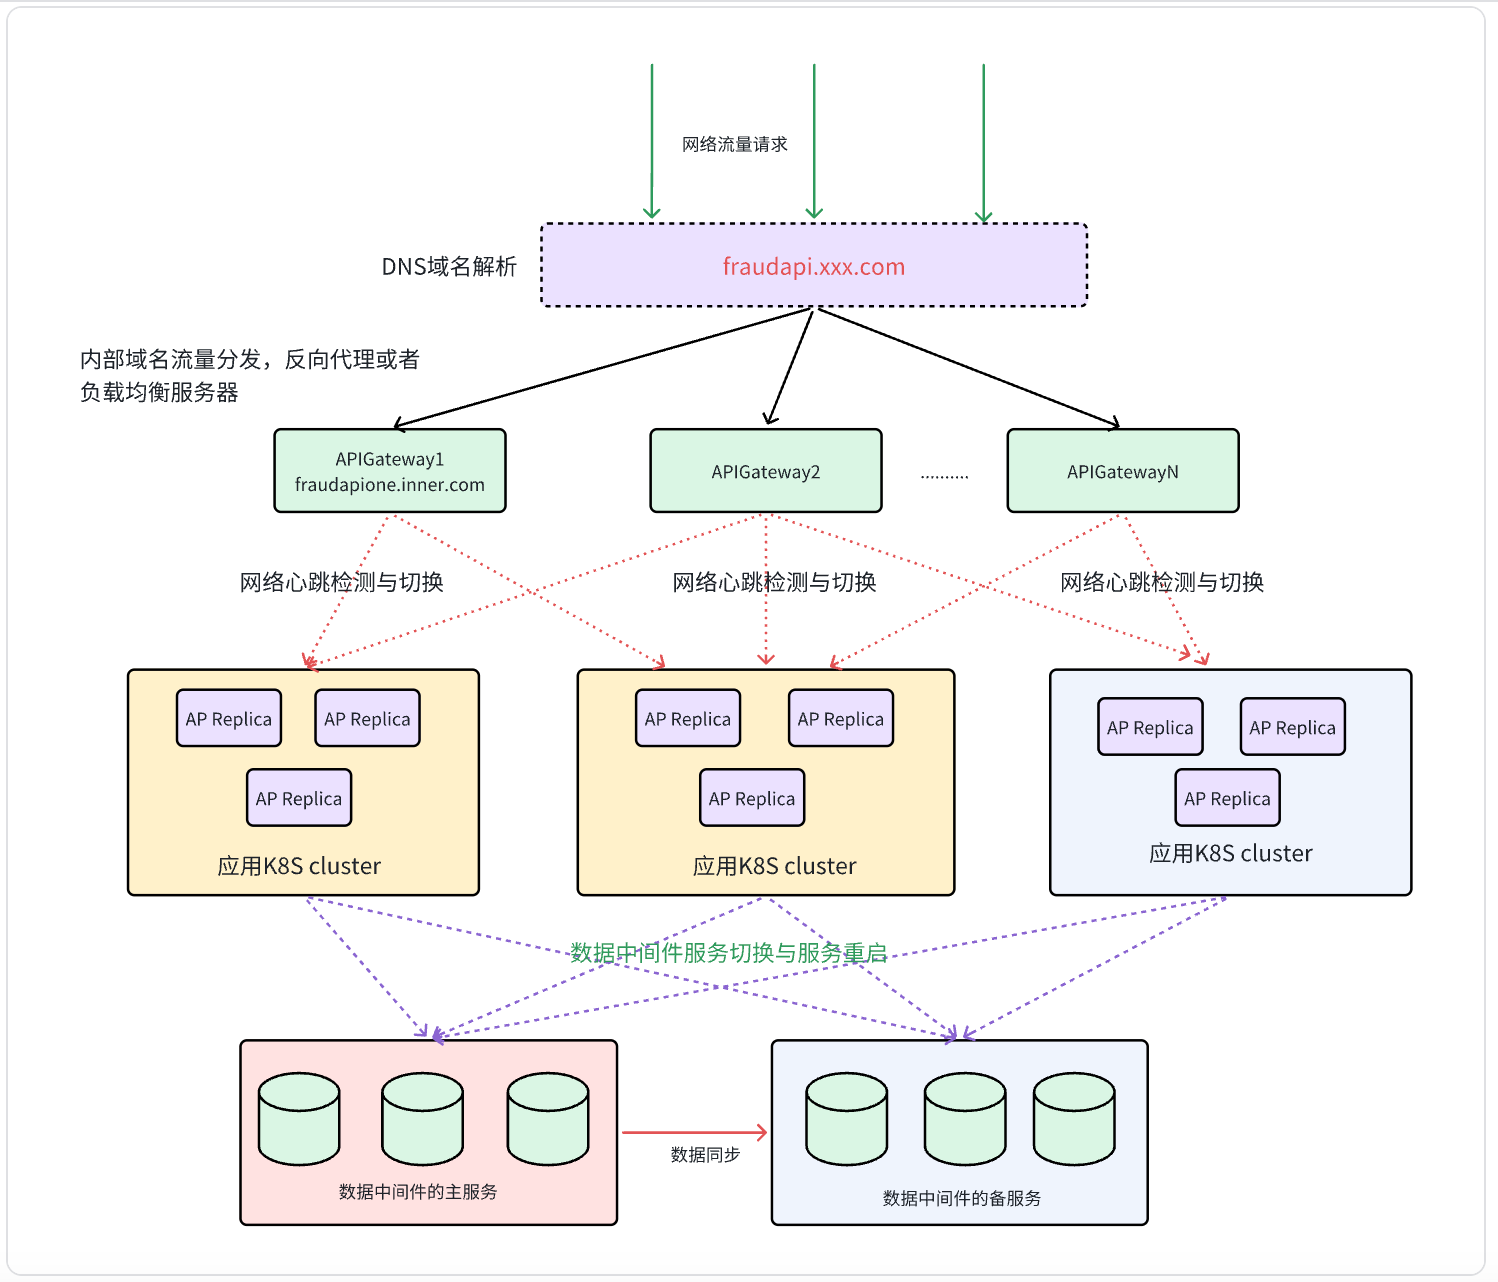 网络流量请求
DNS域名解析
fraudapi.xxx.com
内部域名流量分发，反向代理或者
负载均衡服务器
APIGateway1
fraudapione.inner.com
APIGateway2
..........
APIGatewayN
网络心跳检测与切换
网络心跳检测与切换
网络心跳检测与切换
AP Replica
AP Replica
AP Replica
应用K8S cluster
AP Replica
AP Replica
AP Replica
应用K8S cluster
AP Replica
AP Replica
AP Replica
应用K8S cluster
数据中间件服务切换与服务重启
数据中间件的主服务
数据同步
数据中间件的备服务